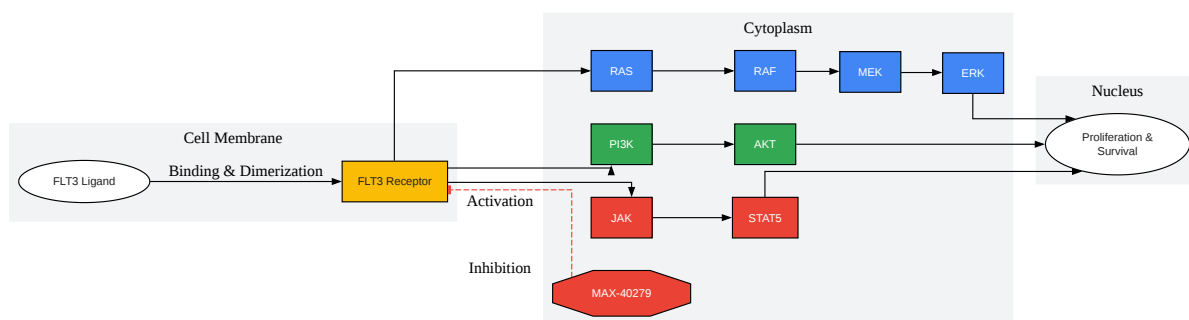 Cytoplasm
RAS
RAF
MEK
ERK
Nucleus
Cell Membrane
PI3K
AKT
Proliferation &
Survival
Binding & Dimerization
FLT3 Ligand
FLT3 Receptor
Activation
JAK
STAT5
Inhibition
MAX-40279